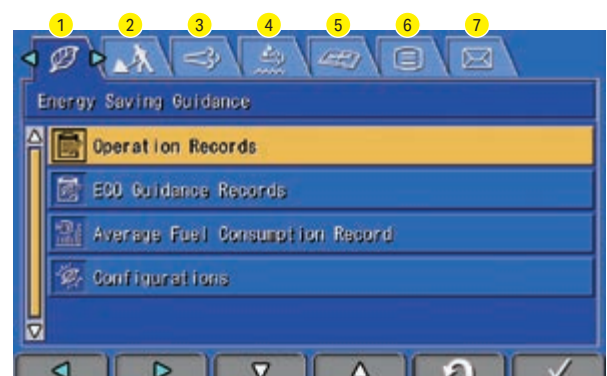 1 2 3 4 5 6 7
Energy Saving Guidance
Operation Records
ECO Guidance Records
Average Fuel Consumption Record
Configurations